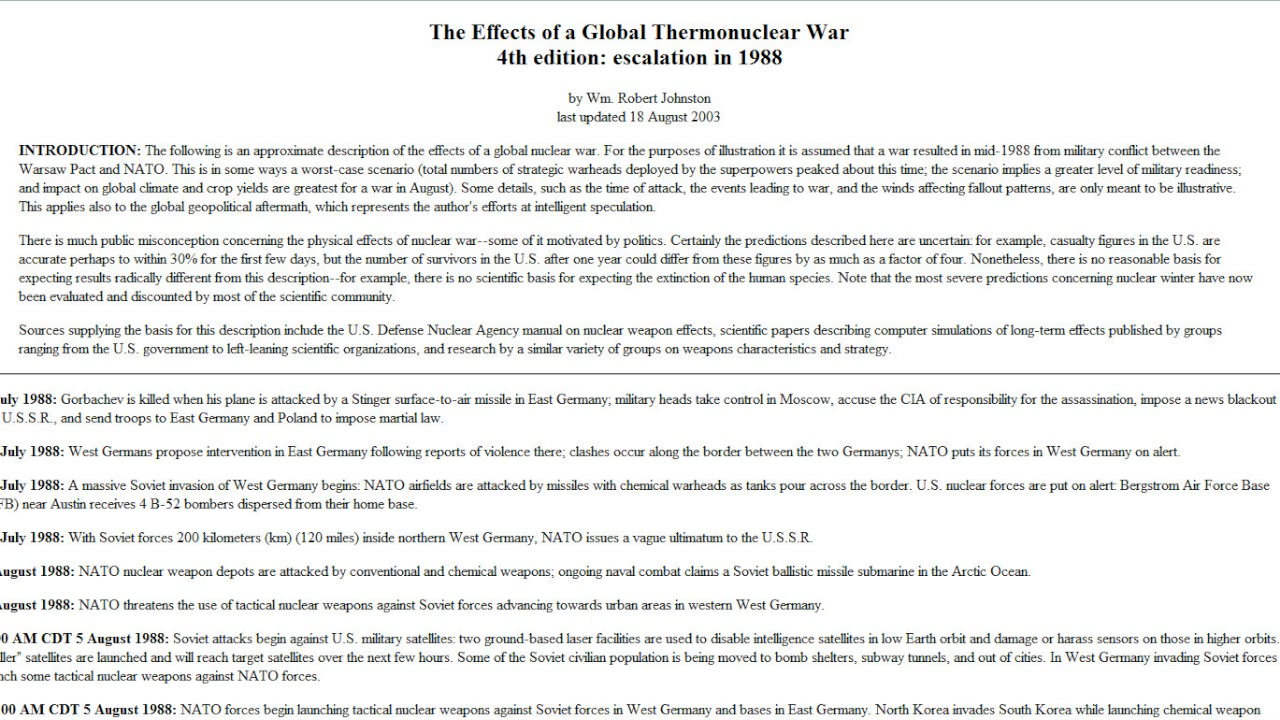 The Effects of a Global Thermonuclear War
4th edition: escalation in 1988
by Wm. Robert Johnston
last updated 18 August 2003
INTRODUCTION: The following is an approximate description of the effects of a global nuclear war. For the purposes of illustration it is assumed that a war resulted in mid-1988 from military conflict between the
Warsaw Pact and NATO. This is in some ways a worst-case scenario (total numbers of strategic warheads deployed by the superpowers peaked about this time; the scenario implies a greater level of military readiness;
and impact on global climate and crop yields are greatest for a war in August). Some details, such as the time of attack, the events leading to war, and the winds affecting fallout patterns, are only meant to be illustrative.
This applies also to the global geopolitical aftermath, which represents the author's efforts at intelligent speculation.
There is much public misconception concerning the physical effects of nuclear war--some of it motivated by politics. Certainly the predictions described here are uncertain: for example, casualty figures in the U.S. are
accurate perhaps to within 30% for the first few days, but the number of survivors in the U.S. after one year could differ from these figures by as much as a factor of four. Nonetheless, there is no reasonable basis for
expecting results radically different from this description--for example, there is no scientific basis for expecting the extinction of the human species. Note that the most severe predictions concerning nuclear winter have now
been evaluated and discounted by most of the scientific community.
Sources supplying the basis for this description include the U.S. Defense Nuclear Agency manual on nuclear weapon effects, scientific papers describing computer simulations of long-term effects published by groups
ranging from the U.S. government to left-leaning scientific organizations, and research by a similar variety of groups on weapons characteristics and strategy.
uly 1988: Gorbachev is killed when his plane is attacked by a Stinger surface-to-air missile in East Germany; military heads take control in Moscow, accuse the CIA of responsibility for the assassination, impose a news blackout
U.S.S.R., and send troops to East Germany and Poland to impose martial law.
July 1988: West Germans propose intervention in East Germany following reports of violence there; clashes occur along the border between the two Germanys; NATO puts its forces in West Germany on alert.
July 1988: A massive Soviet invasion of West Germany begins: NATO airfields are attacked by missiles with chemical warheads as tanks pour across the border. U.S. nuclear forces are put on alert: Bergstrom Air Force Base
FB) near Austin receives 4 B-52 bombers dispersed from their home base.
July 1988: With Soviet forces 200 kilometers (km) (120 miles) inside northern West Germany, NATO issues a vague ultimatum to the U.S.S.R.
August 1988: NATO nuclear weapon depots are attacked by conventional and chemical weapons; ongoing naval combat claims a Soviet ballistic missile submarine in the Arctic Ocean.
August 1988: NATO threatens the use of tactical nuclear weapons against Soviet forces advancing towards urban areas in western West Germany.
0 AM CDT 5 August 1988: Soviet attacks begin against U.S. military satellites: two ground-based laser facilities are used to disable intelligence satellites in low Earth orbit and damage or harass sensors on those in higher orbits.
ller" satellites are launched and will reach target satellites over the next few hours. Some of the Soviet civilian population is being moved to bomb shelters, subway tunnels, and out of cities. In West Germany invading Soviet forces
nch some tactical nuclear weapons against NATO forces.
00 AM CDT 5 August 1988: NATO forces begin launching tactical nuclear weapons against Soviet forces in West Germany and bases in East Germany. North Korea invades South Korea while launching chemical weapon